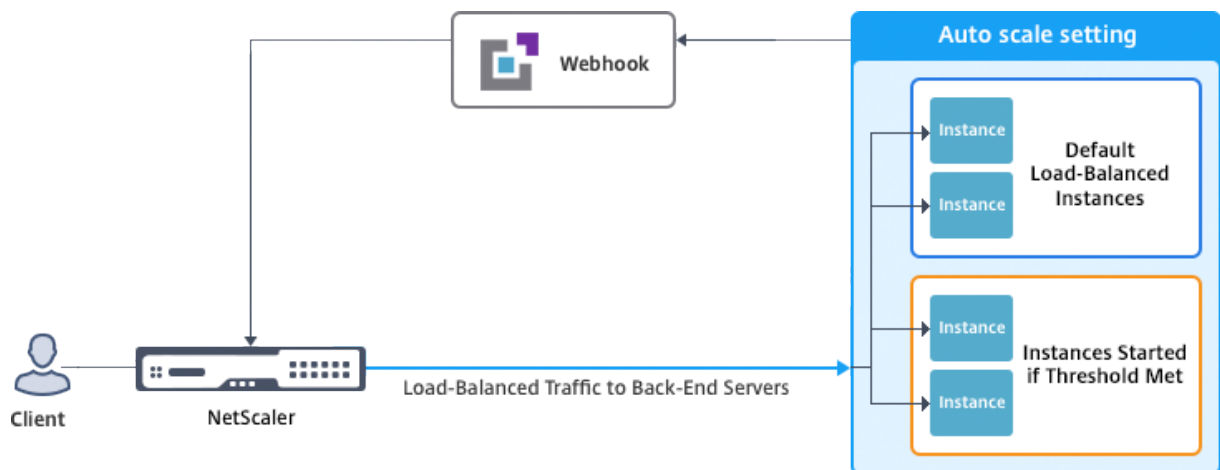 Auto scale setting
Webhook
Instance
Instance
Default
Load-Balanced
Instances
Instance
Instance
Instances Started
if Threshold Met
Load-Balanced Traffic to Back-End Servers
NetScaler
Client